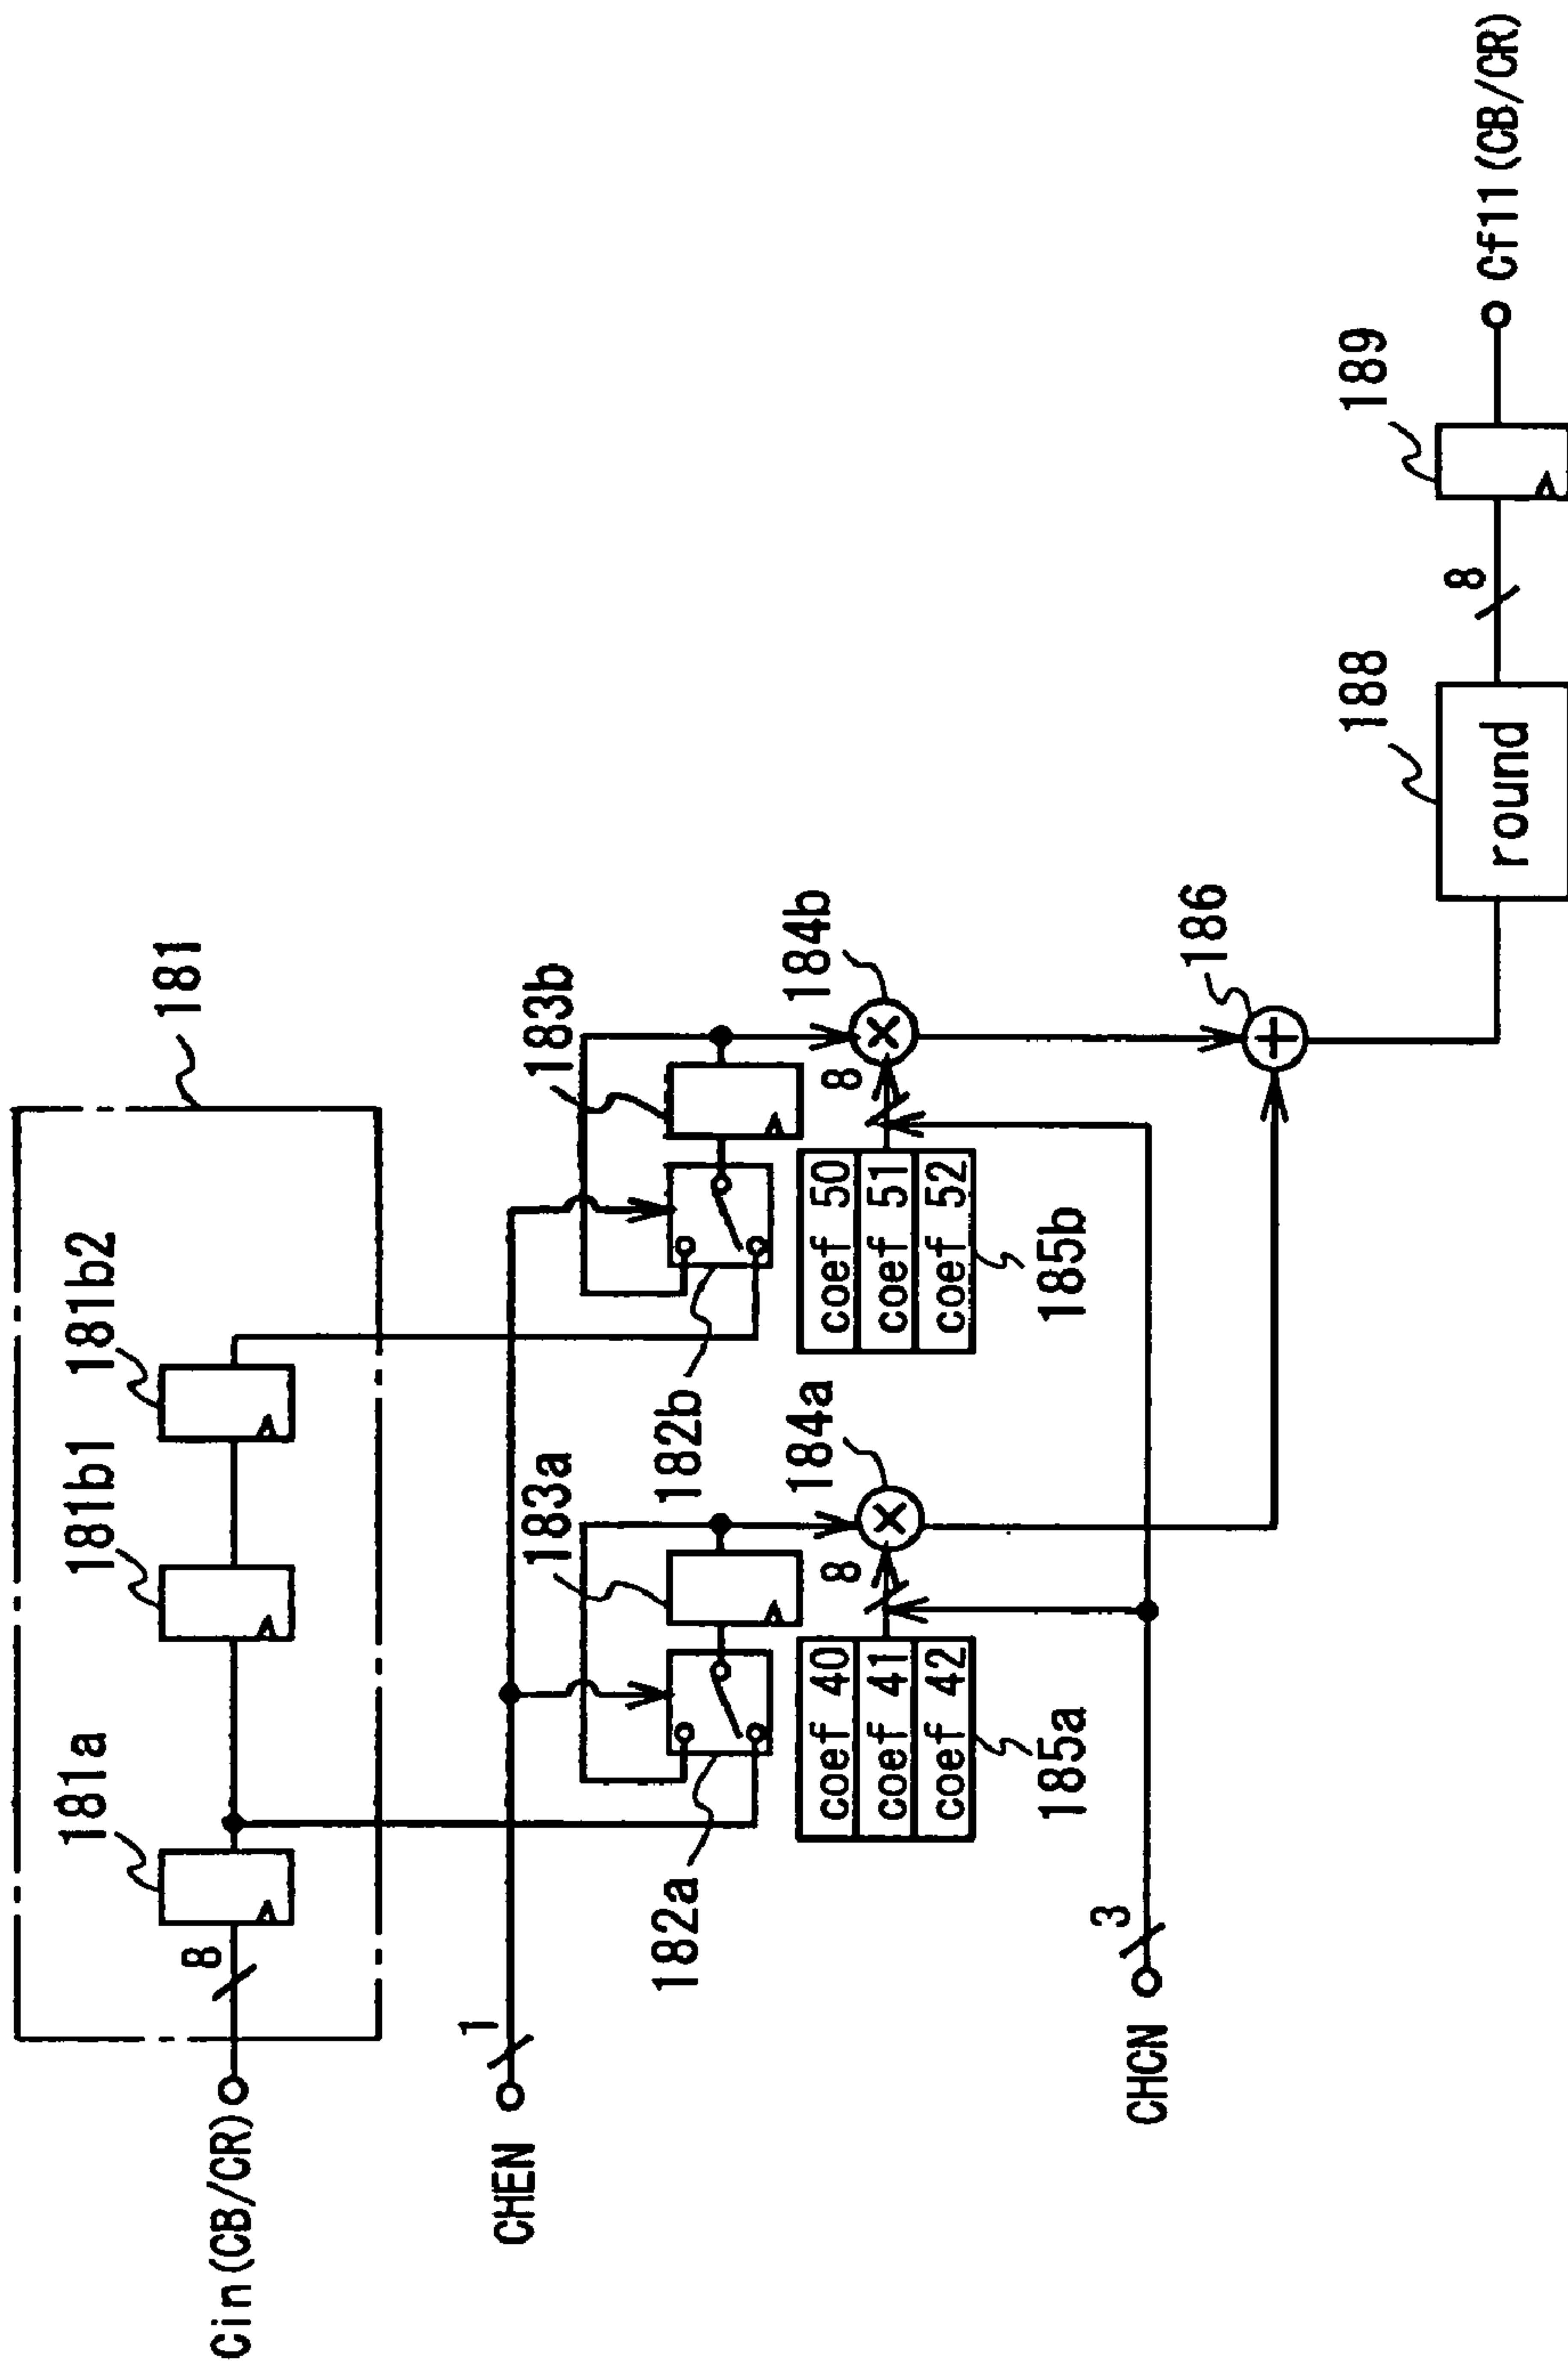 181
181a
181b1
181b2
Cin(CB/CR)
8
CHEN
1
183a
183b
182a
182b
184a
184b
8
8
coef 40
coef 41
coef 42
coef 50
coef 51
coef 52
185a
185b
CHCN
3
186
188
189
round
8
Cf11(CB/CR)